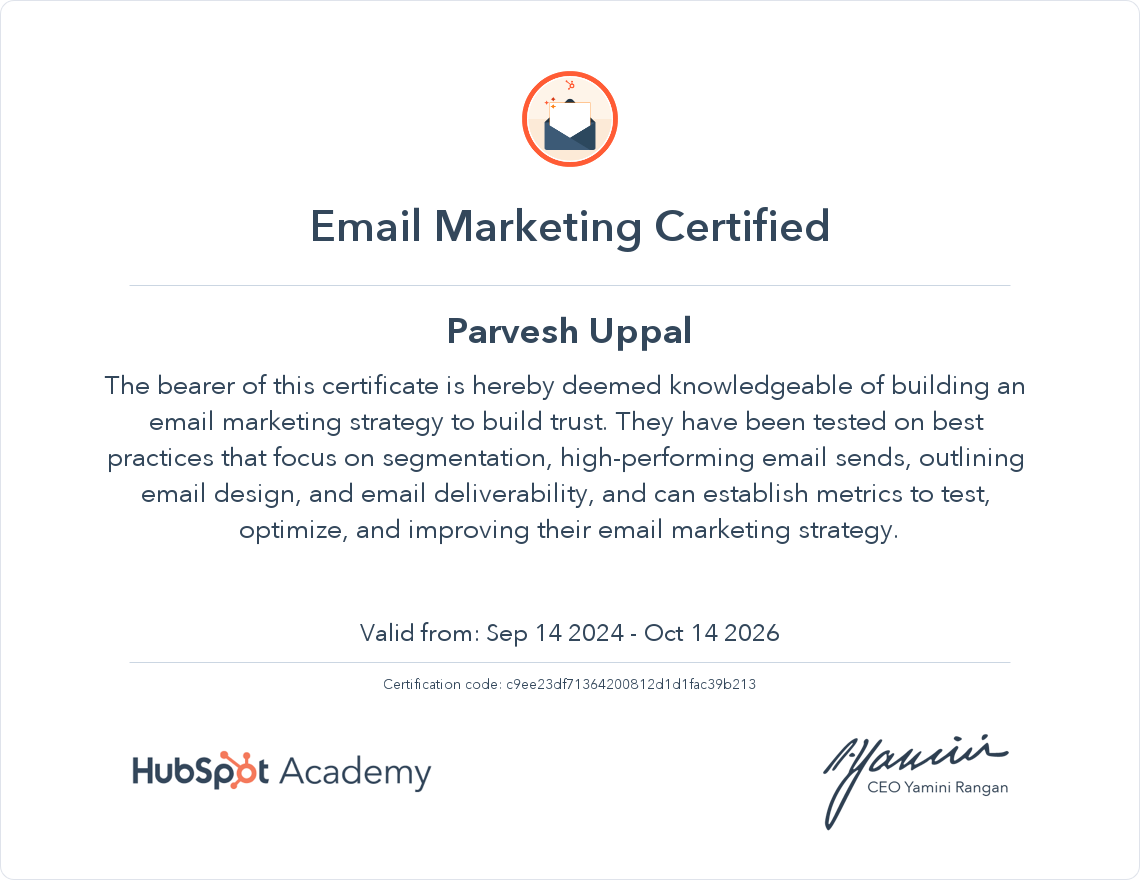 Email Marketing Certified
Parvesh Uppal
The bearer of this certificate is hereby deemed knowledgeable of building an
email marketing strategy to build trust. They have been tested on best
practices that focus on segmentation, high-performing email sends, outlining
email design, and email deliverability, and can establish metrics to test,
optimize, and improving their email marketing strategy.
Valid from: Sep 14 2024 - Oct 14 2026
Certification code: c9ee23df71364200812d1d1fac39b213
HubSpot Academy
Yamini
CEO Yamini Rangan